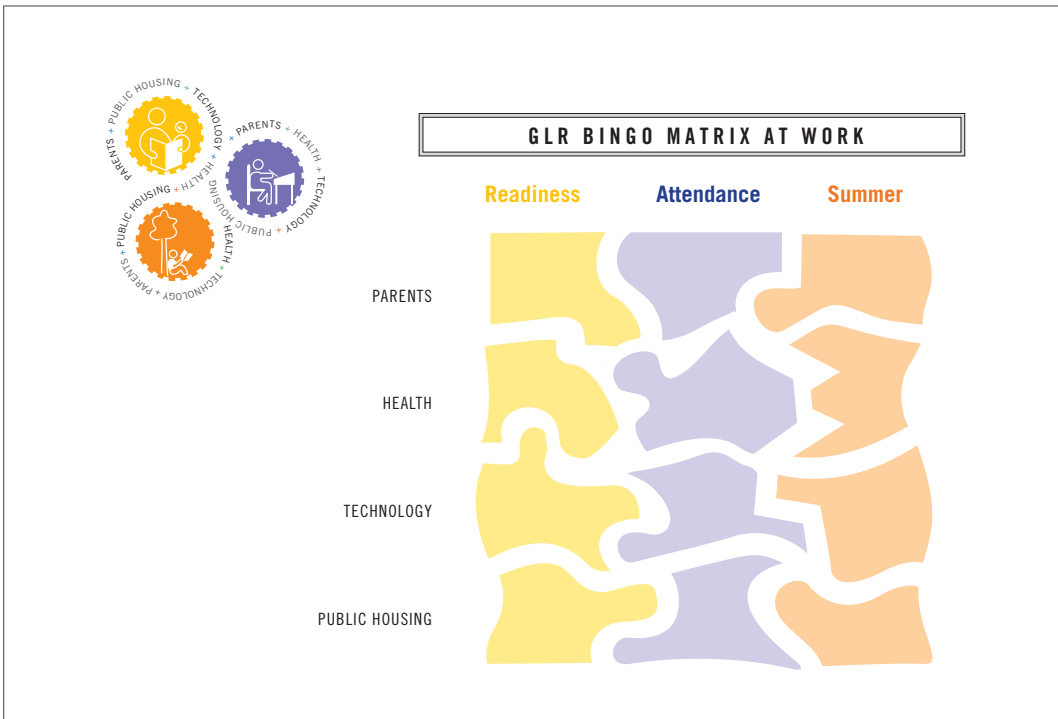 PARENTS + PUBLIC HOUSING + TECHNOLOGY + HEALTH
PARENTS + HEALTH + TECHNOLOGY + PUBLIC HOUSING
PUBLIC HOUSING + HEALTH + TECHNOLOGY + PARENTS +
GLR BINGO MATRIX AT WORK
Readiness Attendance Summer
PARENTS
HEALTH
TECHNOLOGY
PUBLIC HOUSING